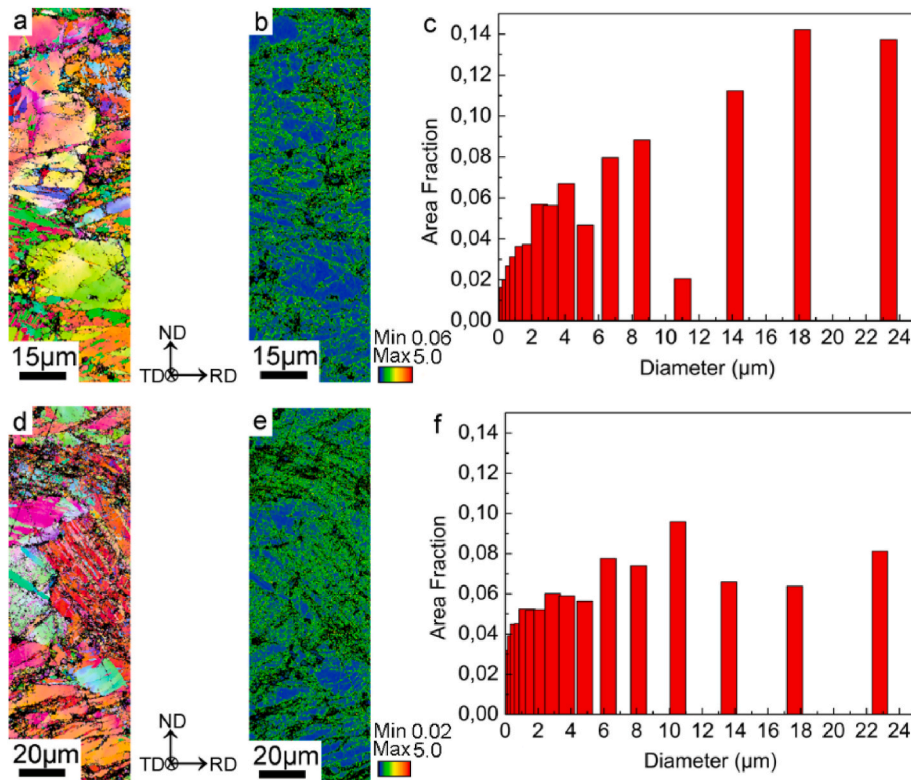 a
15μm
ND
TD
RD
b
15μm
Min 0.06
Max 5.0
c
0,14
0,12
0,10
0,08
0,06
0,04
0,02
0,00
Area Fraction
0 2 4 6 8 10 12 14 16 18 20 22 24
Diameter (μm)
d
20μm
ND
TD
RD
e
20μm
Min 0.02
Max 5.0
f
0,14
0,12
0,10
0,08
0,06
0,04
0,02
0,00
Area Fraction
0 2 4 6 8 10 12 14 16 18 20 22 24
Diameter (μm)